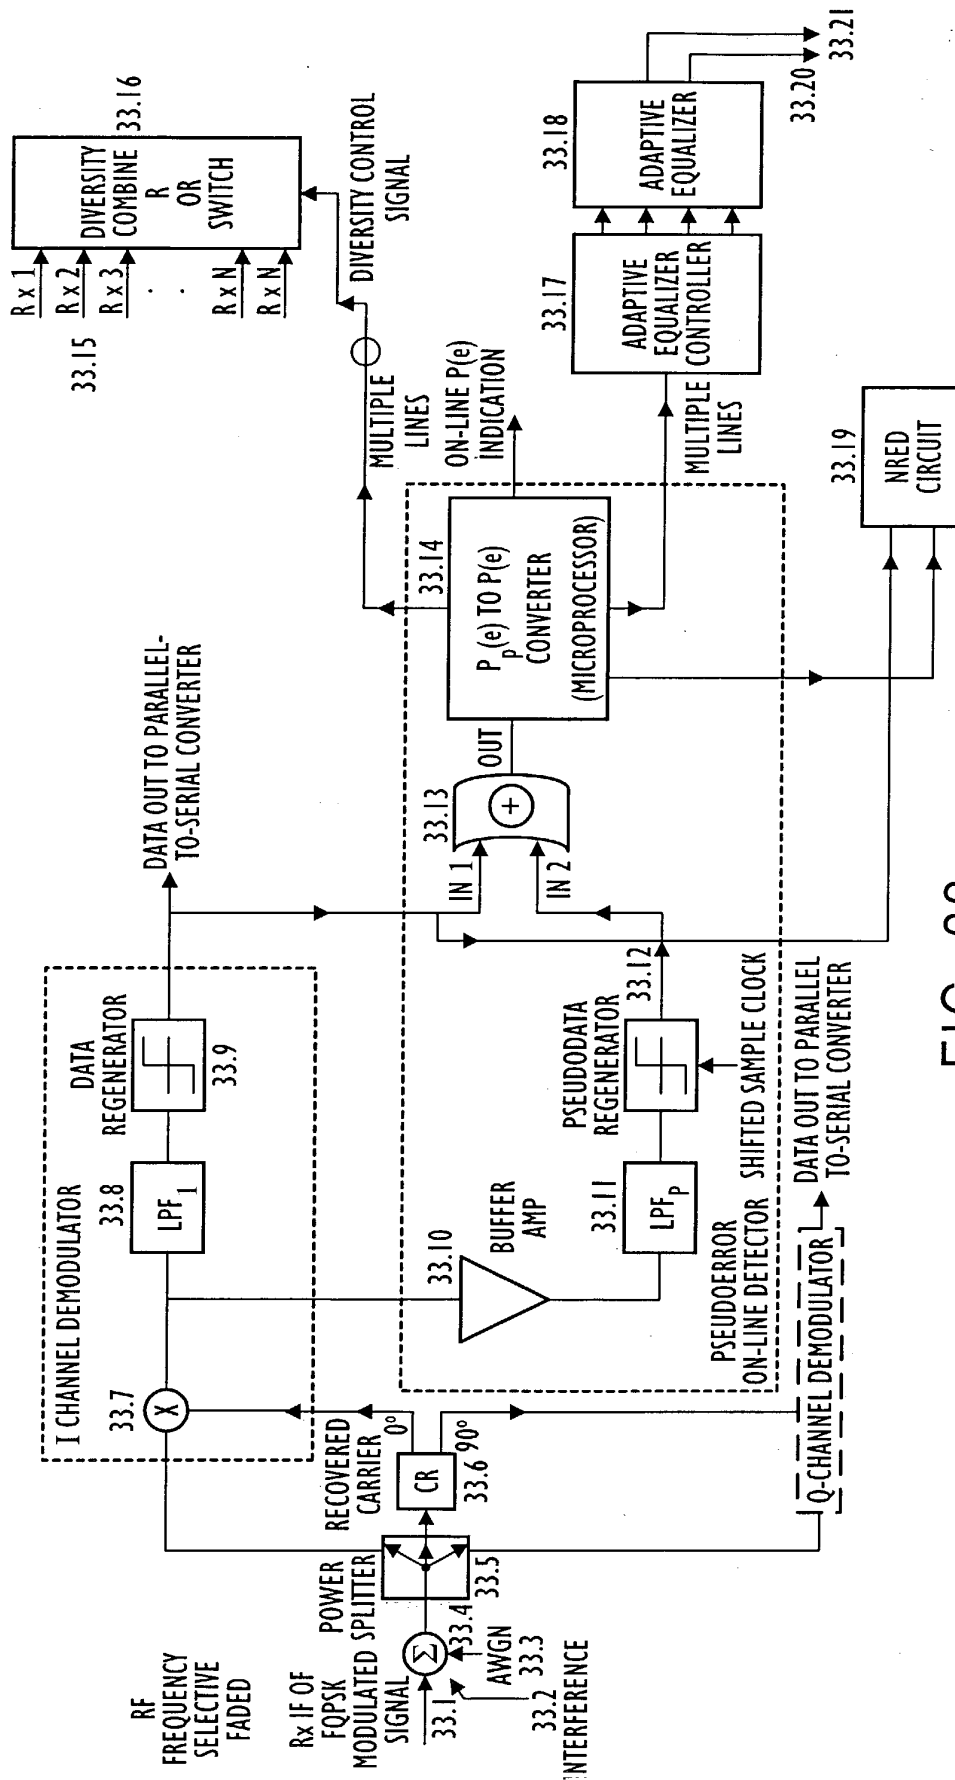 RF
FREQUENCY
SELECTIVE
FADED
Rx IF OF
FQPSK
MODULATED
SIGNAL
33.1
33.2
INTERFERENCE
AWGN
33.3
Σ
33.4
POWER
SPLITTER
33.5
RECOVERED
CARRIER
CR
33.6
0°
90°
I CHANNEL DEMODULATOR
33.7
X
33.8
LPF1
DATA
REGENERATOR
33.9
DATA OUT TO PARALLEL-
TO-SERIAL CONVERTER
33.10
BUFFER
AMP
33.11
LPFP
PSEUDODATA
REGENERATOR
33.12
SHIFTED SAMPLE CLOCK
PSEUDOERROR
ON-LINE DETECTOR
Q-CHANNEL DEMODULATOR
DATA OUT TO PARALLEL
TO-SERIAL CONVERTER
IN 1
IN 2
33.13
+
OUT
33.14
Pp(e) TO P(e)
CONVERTER
(MICROPROCESSOR)
ON-LINE P(e)
INDICATION
MULTIPLE
LINES
DIVERSITY CONTROL
SIGNAL
33.15
Rx 1
Rx 2
Rx 3
. .
Rx N
Rx N
DIVERSITY
COMBINE
R
OR
SWITCH
33.16
MULTIPLE
LINES
33.17
ADAPTIVE
EQUALIZER
CONTROLLER
33.18
ADAPTIVE
EQUALIZER
33.20
33.21
33.19
NRED
CIRCUIT